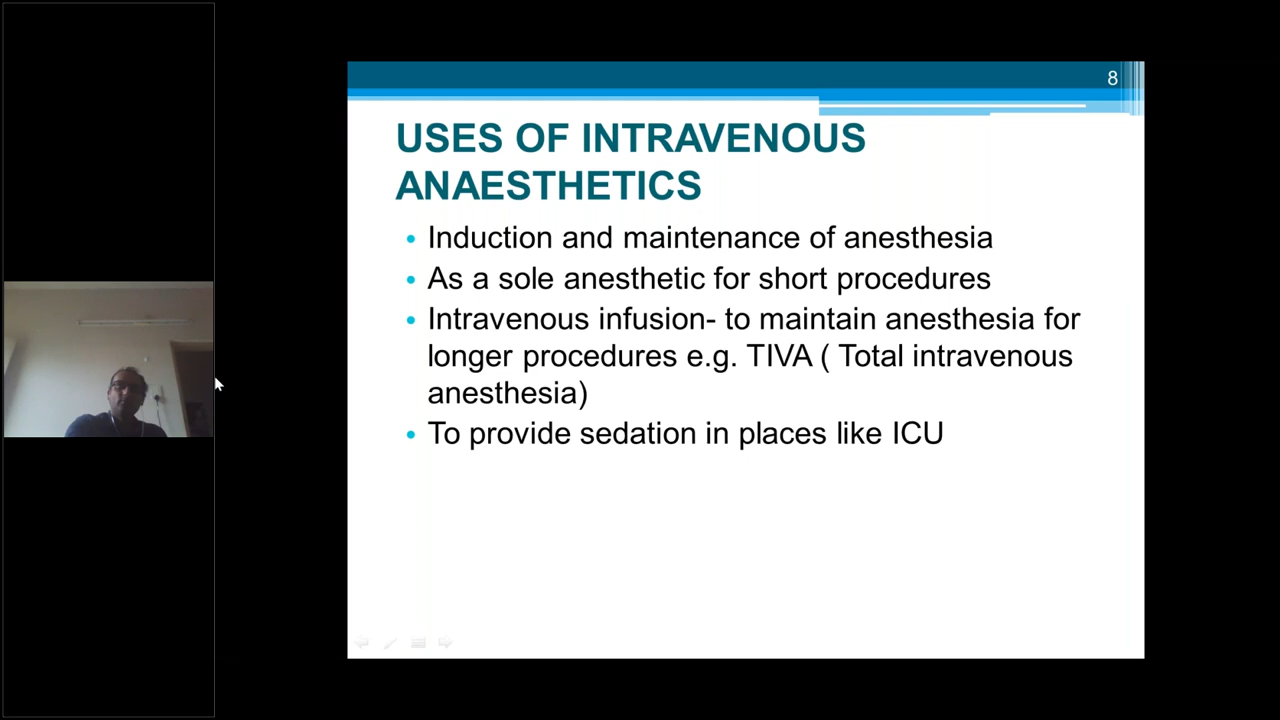 8
USES OF INTRAVENOUS
ANAESTHETICS
• Induction and maintenance of anesthesia
• As a sole anesthetic for short procedures
• Intravenous infusion- to maintain anesthesia for
longer procedures e.g. TIVA ( Total intravenous
anesthesia)
• To provide sedation in places like ICU